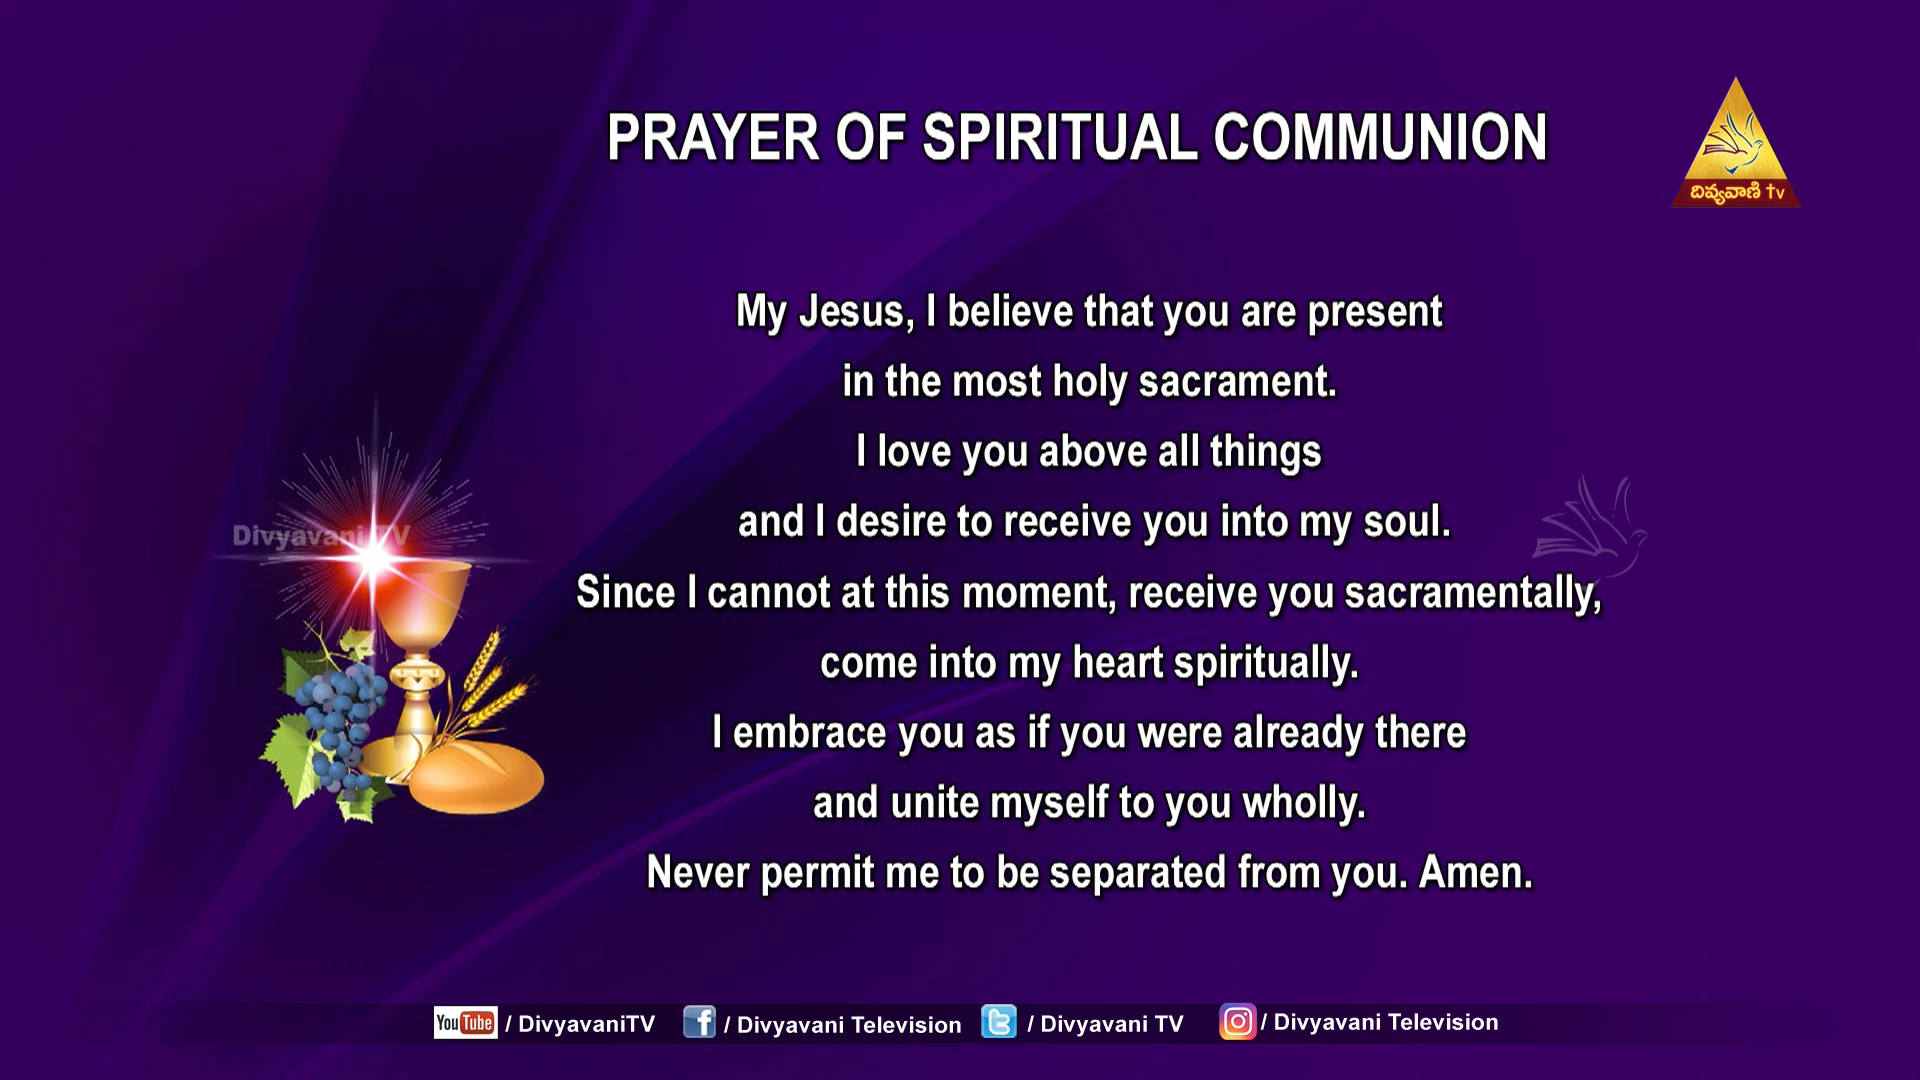 PRAYER OF SPIRITUAL COMMUNION
దివ్యవాణి tv
My Jesus, I believe that you are present
in the most holy sacrament.
I love you above all things
and I desire to receive you into my soul.
Divyavani TV
Since I cannot at this moment, receive you sacramentally,
come into my heart spiritually.
I embrace you as if you were already there
and unite myself to you wholly.
Never permit me to be separated from you. Amen.
YouTube / DivyavaniTV f / Divyavani Television / Divyavani TV / Divyavani Television